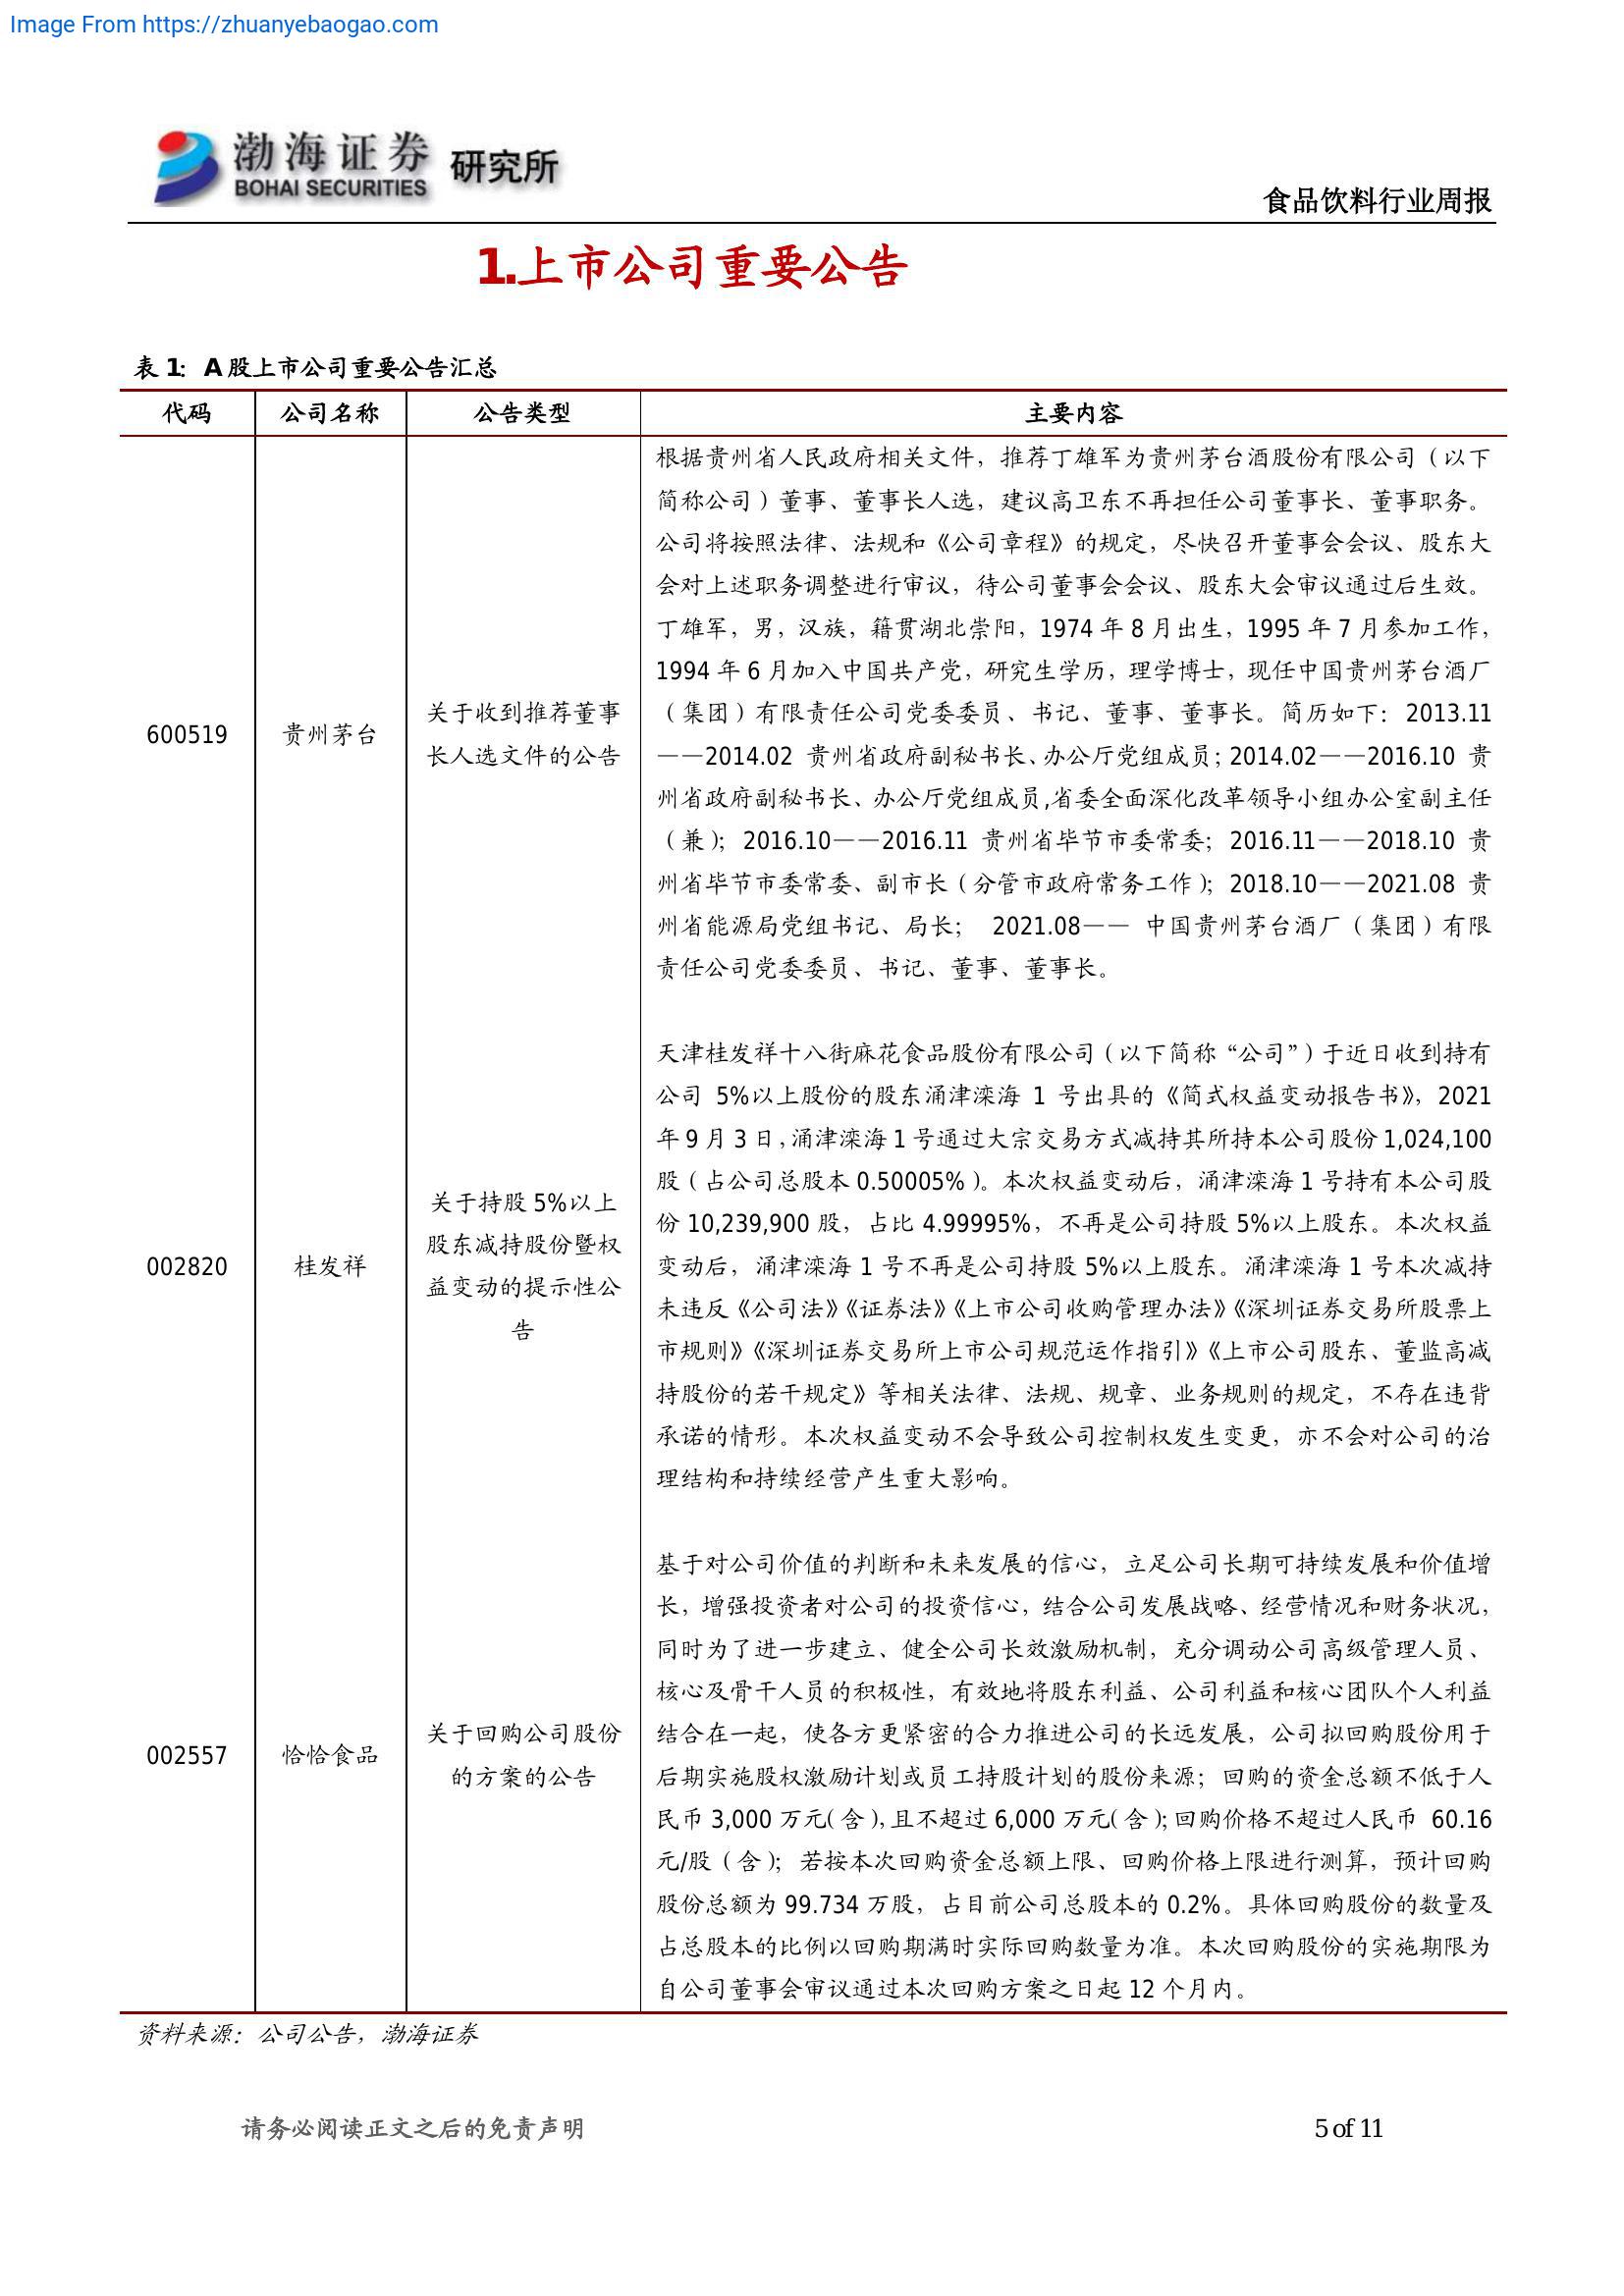 Image From https://zhuanyebaogao.com
渤海证券 研究所
BOHAI SECURITIES
食品饮料行业周报
1.上市公司重要公告
表 1: A 股上市公司重要公告汇总
代码 公司名称 公告类型 主要内容
根据贵州省人民政府相关文件，推荐丁雄军为贵州茅台酒股份有限公司（以下
简称公司）董事、董事长人选，建议高卫东不再担任公司董事长、董事职务。
公司将按照法律、法规和《公司章程》的规定，尽快召开董事会会议、股东大
会对上述职务调整进行审议，待公司董事会会议、股东大会审议通过后生效。
丁雄军，男，汉族，籍贯湖北崇阳，1974 年 8 月出生，1995 年 7 月参加工作，
1994 年 6 月加入中国共产党，研究生学历，理学博士，现任中国贵州茅台酒厂
（集团）有限责任公司党委委员、书记、董事、董事长。简历如下：2013.11
——2014.02 贵州省政府副秘书长、办公厅党组成员；2014.02——2016.10 贵
州省政府副秘书长、办公厅党组成员,省委全面深化改革领导小组办公室副主任
（兼）；2016.10——2016.11 贵州省毕节市委常委；2016.11——2018.10 贵
州省毕节市委常委、副市长（分管市政府常务工作）；2018.10——2021.08 贵
州省能源局党组书记、局长； 2021.08—— 中国贵州茅台酒厂（集团）有限
责任公司党委委员、书记、董事、董事长。
600519 贵州茅台
关于收到推荐董事
长人选文件的公告
天津桂发祥十八街麻花食品股份有限公司（以下简称“公司”）于近日收到持有
公司 5%以上股份的股东涌津滦海 1 号出具的《简式权益变动报告书》，2021
年 9 月 3 日，涌津滦海 1 号通过大宗交易方式减持其所持本公司股份 1,024,100
股（占公司总股本 0.50005%）。本次权益变动后，涌津滦海 1 号持有本公司股
份 10,239,900 股，占比 4.99995%，不再是公司持股 5%以上股东。本次权益
变动后，涌津滦海 1 号不再是公司持股 5%以上股东。涌津滦海 1 号本次减持
未违反《公司法》《证券法》《上市公司收购管理办法》《深圳证券交易所股票上
市规则》《深圳证券交易所上市公司规范运作指引》《上市公司股东、董监高减
持股份的若干规定》等相关法律、法规、规章、业务规则的规定，不存在违背
承诺的情形。本次权益变动不会导致公司控制权发生变更，亦不会对公司的治
理结构和持续经营产生重大影响。
002820 桂发祥
关于持股 5%以上
股东减持股份暨权
益变动的提示性公
告
基于对公司价值的判断和未来发展的信心，立足公司长期可持续发展和价值增
长，增强投资者对公司的投资信心，结合公司发展战略、经营情况和财务状况，
同时为了进一步建立、健全公司长效激励机制，充分调动公司高级管理人员、
核心及骨干人员的积极性，有效地将股东利益、公司利益和核心团队个人利益
结合在一起，使各方更紧密的合力推进公司的长远发展，公司拟回购股份用于
后期实施股权激励计划或员工持股计划的股份来源；回购的资金总额不低于人
民币 3,000 万元（含），且不超过 6,000 万元（含）；回购价格不超过人民币 60.16
元/股（含）；若按本次回购资金总额上限、回购价格上限进行测算，预计回购
股份总额为 99.734 万股，占目前公司总股本的 0.2%。具体回购股份的数量及
占总股本的比例以回购期满时实际回购数量为准。本次回购股份的实施期限为
自公司董事会审议通过本次回购方案之日起 12 个月内。
002557 恰恰食品
关于回购公司股份
的方案的公告
资料来源：公司公告，渤海证券
请务必阅读正文之后的免责声明
5 of 11